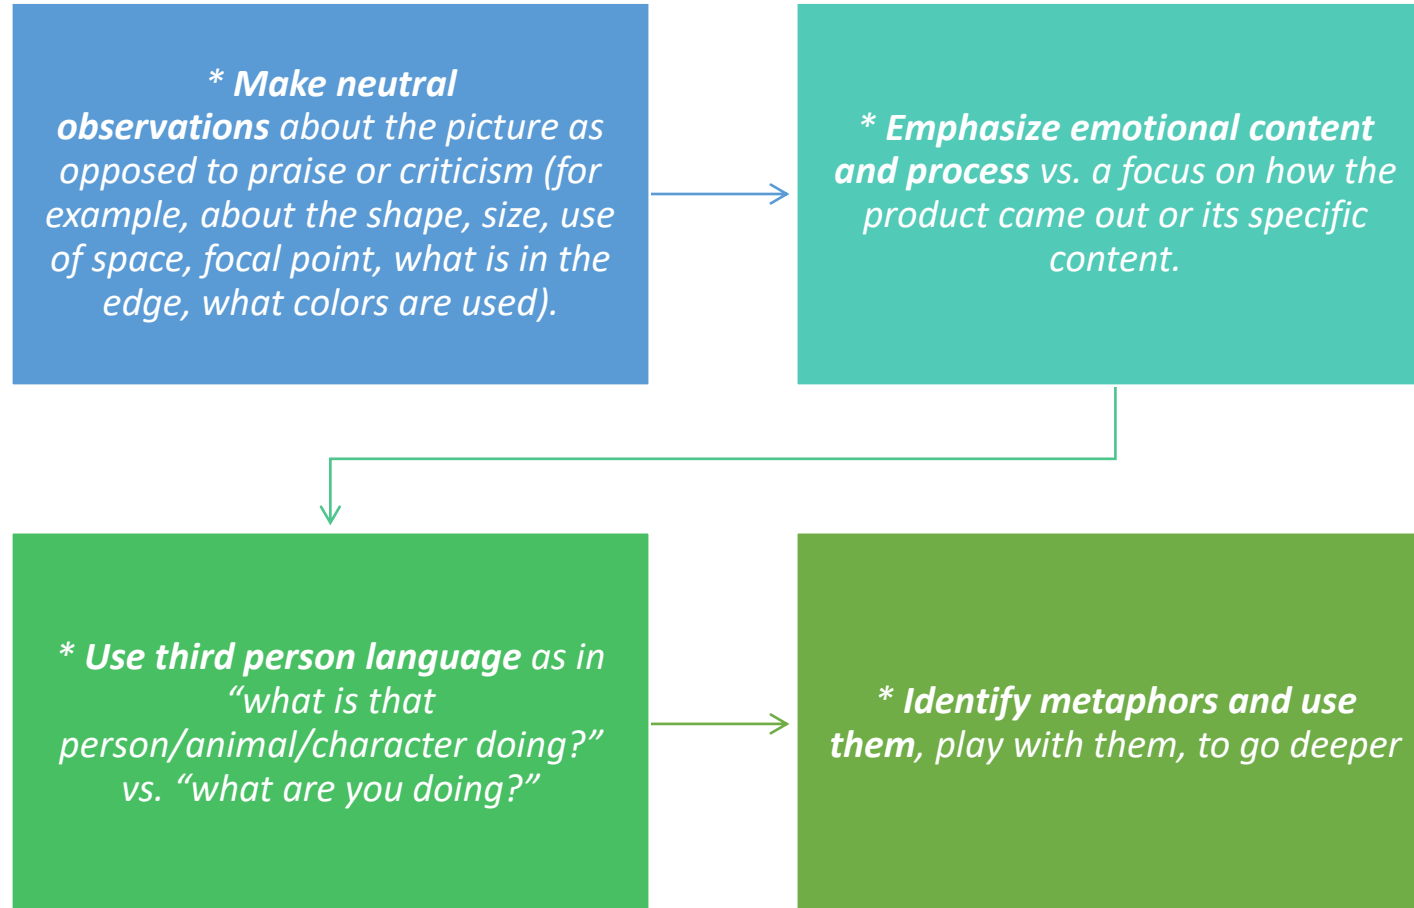 * Make neutral
observations about the picture as
opposed to praise or criticism (for
example, about the shape, size, use
of space, focal point, what is in the
edge, what colors are used).
* Emphasize emotional content
and process vs. a focus on how the
product came out or its specific
content.
* Use third person language as in
“what is that
person/animal/character doing?”
vs. “what are you doing?”
* Identify metaphors and use
them, play with them, to go deeper